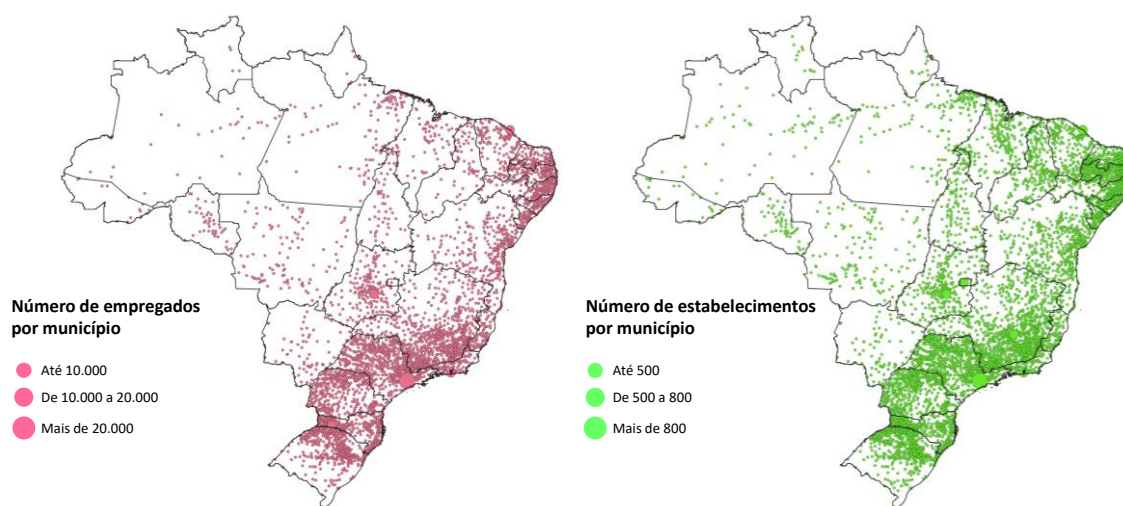 Número de empregados
por município
Até 10.000
De 10.000 a 20.000
Mais de 20.000
Número de estabelecimentos
por município
Até 500
De 500 a 800
Mais de 800